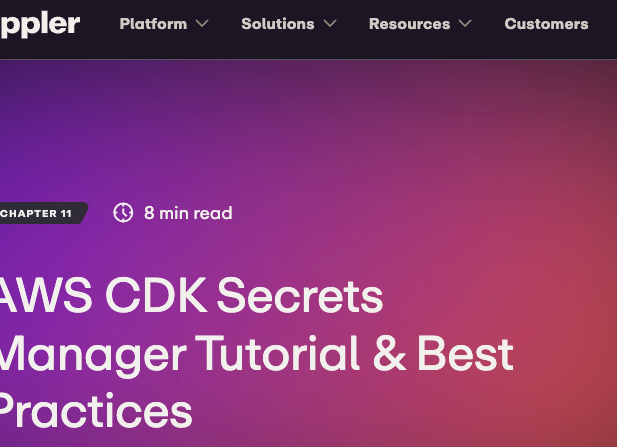 ppler Platform Solutions Resources Customers
CHAPTER 11 8 min read
AWS CDK Secrets
Manager Tutorial & Best
Practices